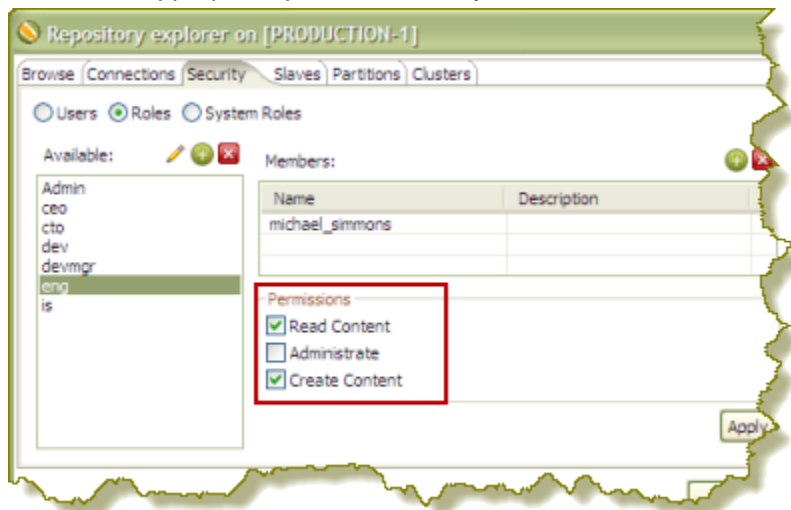 Repository explorer on [PRODUCTION-1]
Browse Connections Security Slaves Partitions Clusters
Users Roles System Roles
Available:
Members:
Admin
ceo
cto
dev
devmgr
eng
is
Name Description
michael_simmons
Permissions
Read Content
Administrate
Create Content
Apply